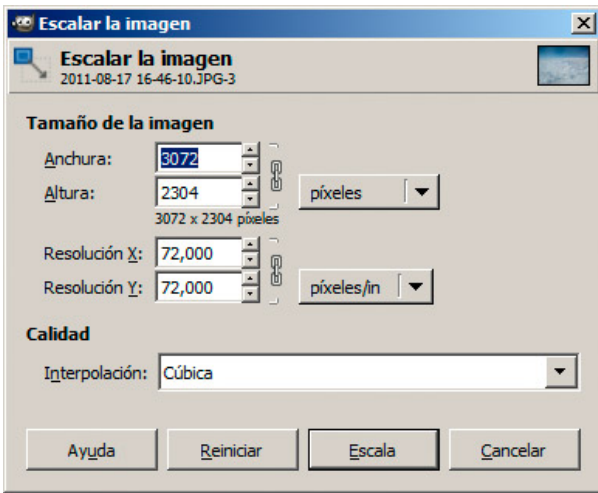 Escalar la imagen
Escalar la imagen
2011-08-17 16-46-10.JPG-3
Tamaño de la imagen
Anchura: 3072
Altura: 2304 píxeles
3072 x 2304 píxeles
Resolución X: 72,000
Resolución Y: 72,000 píxeles/in
Calidad
Interpolación: Cúbica
Ayuda Reiniciar Escala Cancelar